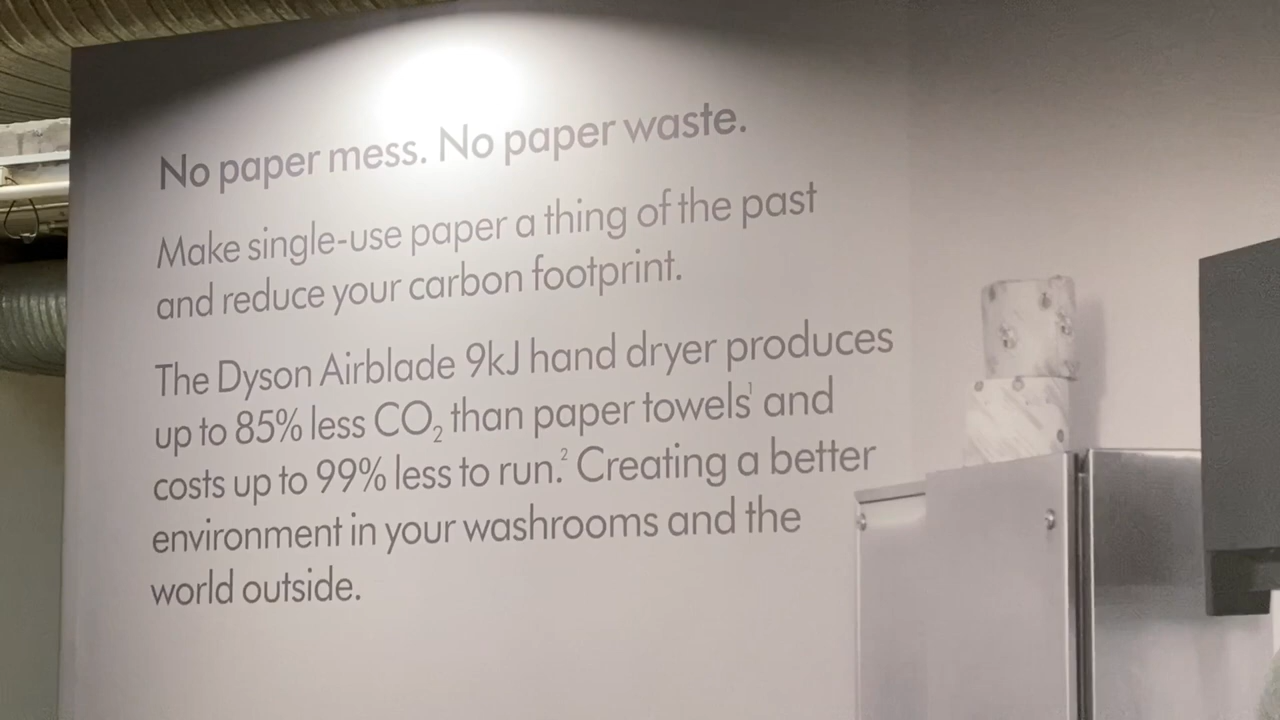 No paper mess. No paper waste.
Make single-use paper a thing of the past
and reduce your carbon footprint.
The Dyson Airblade 9kJ hand dryer produces
up to 85% less CO₂ than paper towels¹ and
costs up to 99% less to run.² Creating a better
environment in your washrooms and the
world outside.